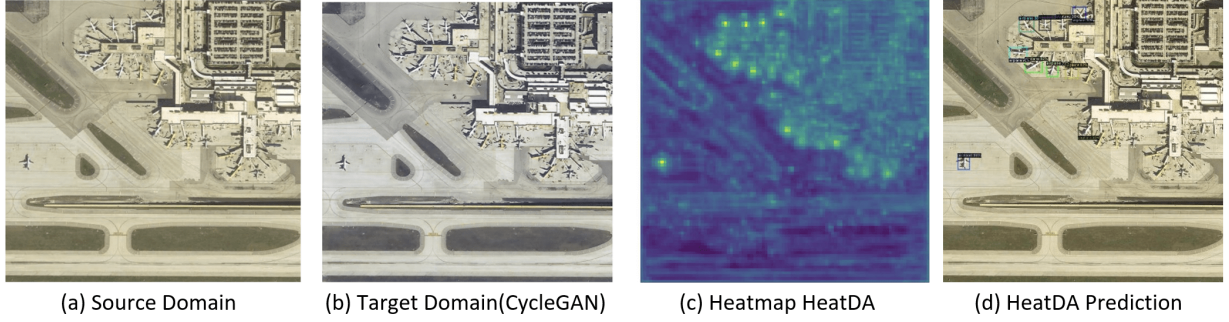 (a) Source Domain
(b) Target Domain(CycleGAN)
(c) Heatmap HeatDA
(d) HeatDA Prediction